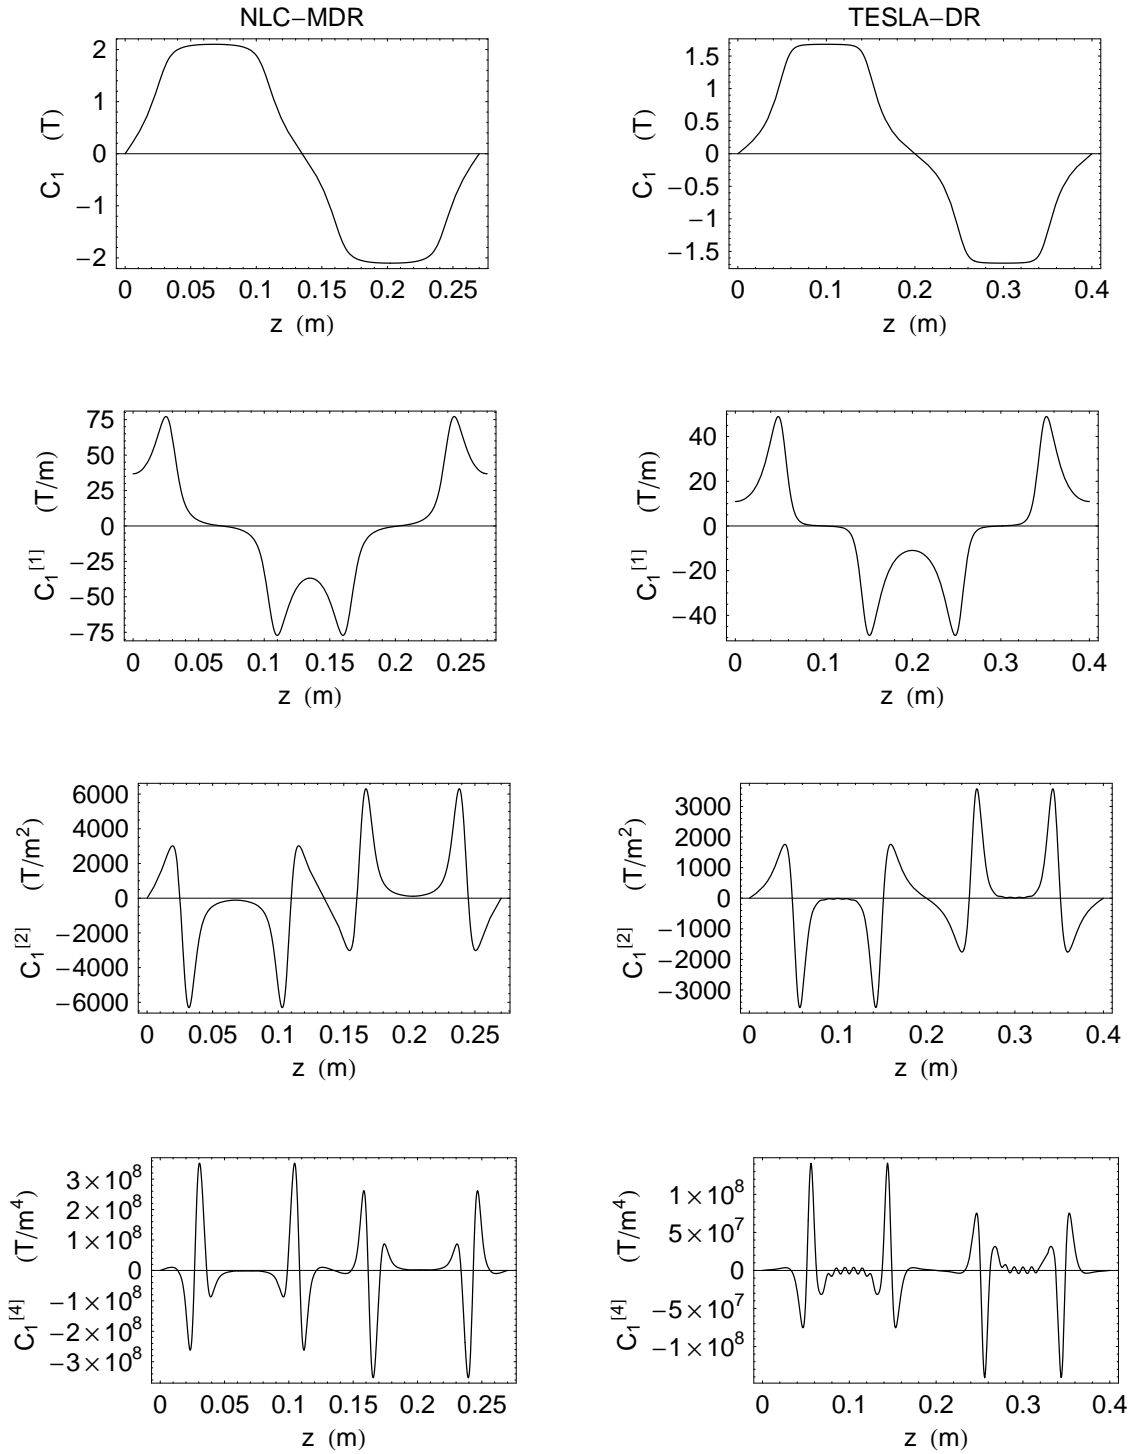 NLC−MDR
C1 (T)
2
1
0
−1
−2
0 0.05 0.1 0.15 0.2 0.25
z (m)
TESLA−DR
C1 (T)
1.5
1
0.5
0
−0.5
−1
−1.5
0 0.1 0.2 0.3 0.4
z (m)
C1[1] (T/m)
75
50
25
0
−25
−50
−75
0 0.05 0.1 0.15 0.2 0.25
z (m)
C1[1] (T/m)
40
20
0
−20
−40
0 0.1 0.2 0.3 0.4
z (m)
C1[2] (T/m2)
6000
4000
2000
0
−2000
−4000
−6000
0 0.05 0.1 0.15 0.2 0.25
z (m)
C1[2] (T/m2)
3000
2000
1000
0
−1000
−2000
−3000
0 0.1 0.2 0.3 0.4
z (m)
C1[4] (T/m4)
3×108
2×108
1×108
0
−1×108
−2×108
−3×108
0 0.05 0.1 0.15 0.2 0.25
z (m)
C1[4] (T/m4)
1×108
5×107
0
−5×107
−1×108
0 0.1 0.2 0.3 0.4
z (m)